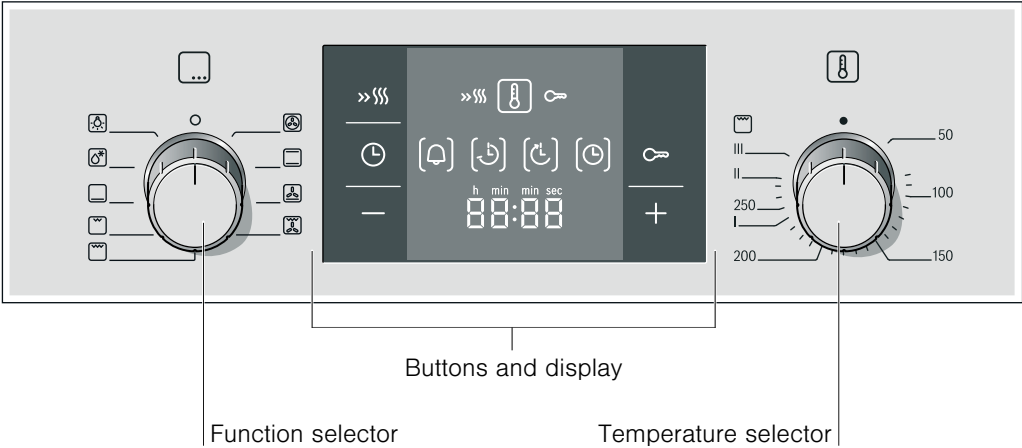 h min min sec
88:88
50
100
150
III
II
250
I
200
Buttons and display
Function selector
Temperature selector